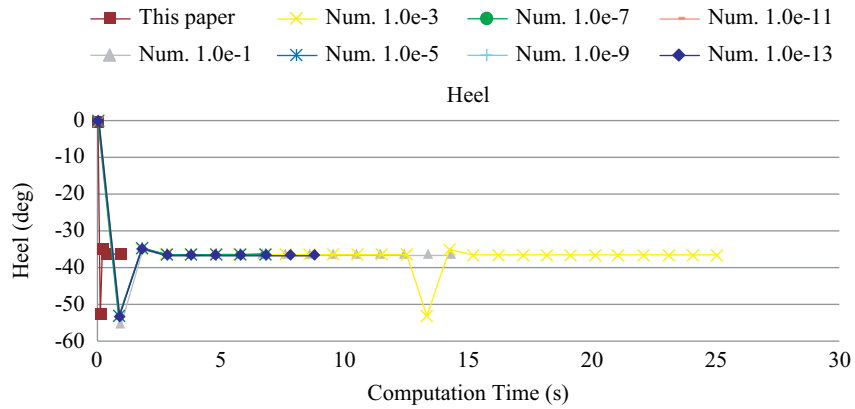 This paper Num. 1.0e-3 Num. 1.0e-7 Num. 1.0e-11
Num. 1.0e-1 Num. 1.0e-5 Num. 1.0e-9 Num. 1.0e-13
Heel
0
-10
-20
-30
-40
-50
-60
Heel (deg)
0 5 10 15 20 25 30
Computation Time (s)